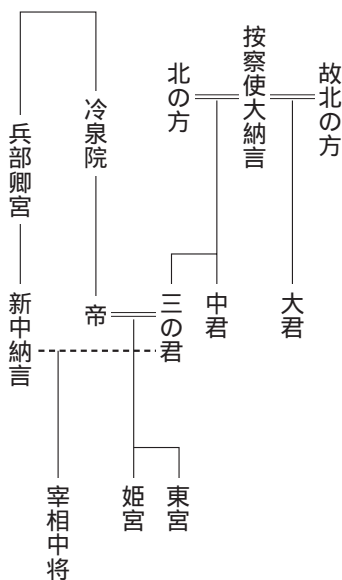 故北の方
按察使大納言
北の方
冷泉院
兵部卿宮
大君
中君
三の君
帝
新中納言
東宮
姫宮
宰相中将